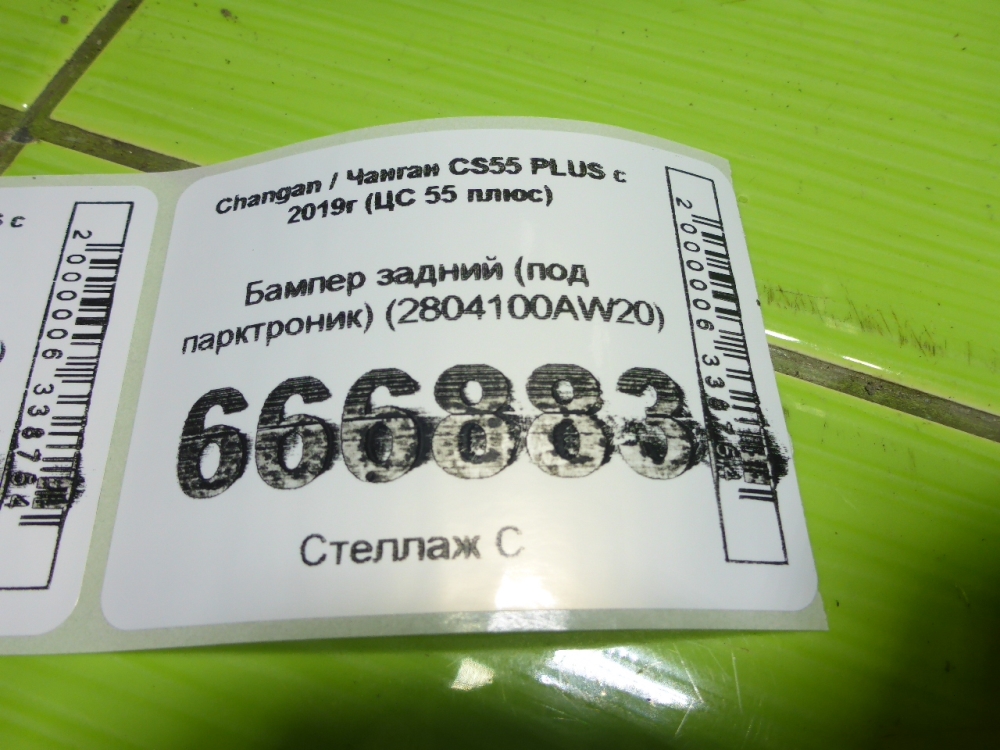 Changan / Чанган CS55 PLUS с
2019г (ЦС 55 плюс)
Бампер задний (под
парктроник) (2804100AW20)
666883
Стеллаж С